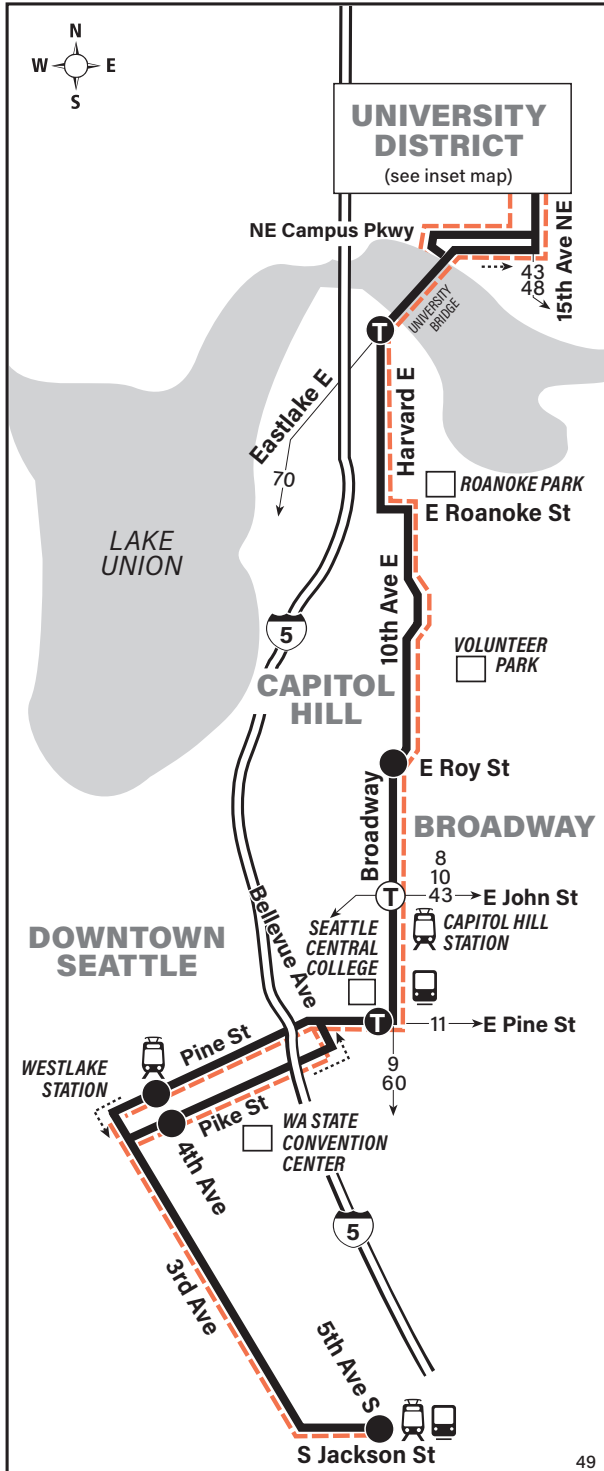 N
W E
S
UNIVERSITY
DISTRICT
(see inset map)
NE Campus Pkwy
15th Ave NE
43
48
UNIVERSITY
BRIDGE
T
Eastlake E
70
Harvard E
ROANOKE PARK
E Roanoke St
LAKE
UNION
5
10th Ave E
VOLUNTEER
PARK
CAPITOL
HILL
E Roy St
Broadway
BROADWAY
8
10
43
E John St
T
CAPITOL HILL
STATION
SEATTLE
CENTRAL
COLLEGE
Bellevue Ave
DOWNTOWN
SEATTLE
T
11
E Pine St
9
60
Pine St
WESTLAKE
STATION
Pike St
4th Ave
WA STATE
CONVENTION
CENTER
5
3rd Ave
5th Ave S
S Jackson St
49